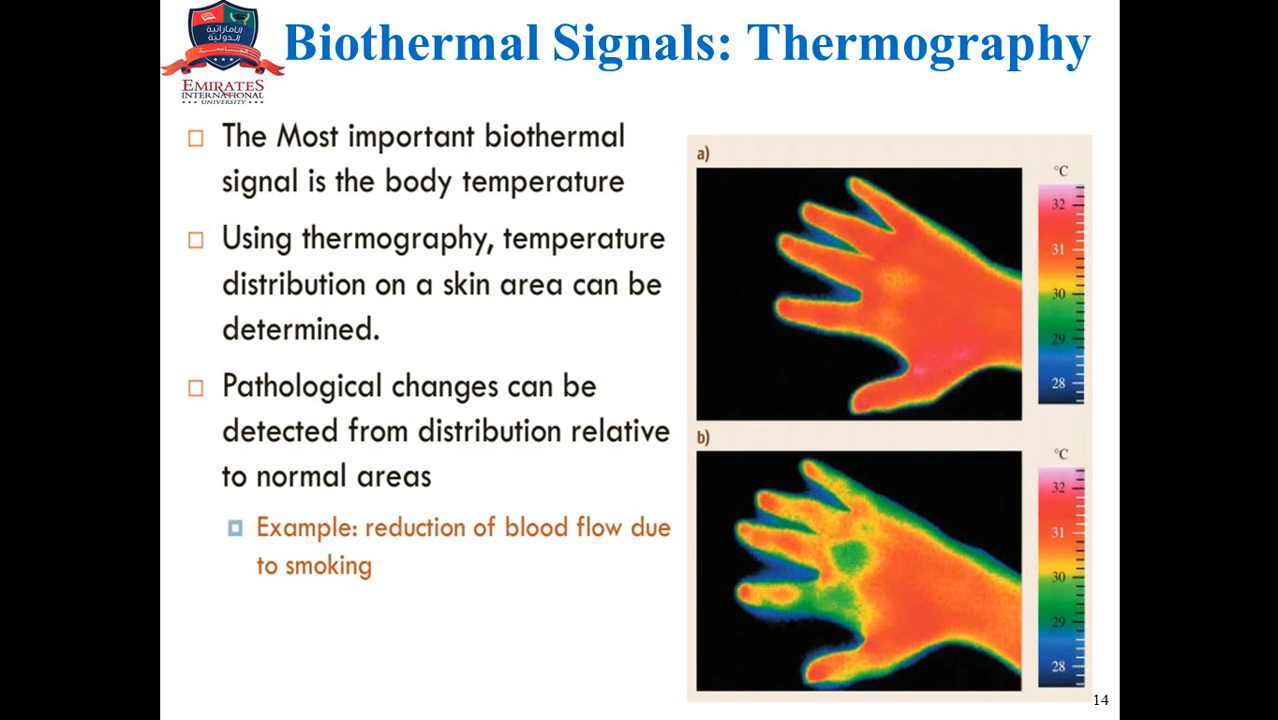 الإماراتية
الدولية
EMIRATES
INTERNATIONAL
UNIVERSITY
Biothermal Signals: Thermography
The Most important biothermal
signal is the body temperature
Using thermography, temperature
distribution on a skin area can be
determined.
Pathological changes can be
detected from distribution relative
to normal areas
Example: reduction of blood flow due
to smoking
a)
°C
32
31
30
29
28
b)
°C
32
31
30
29
28
14